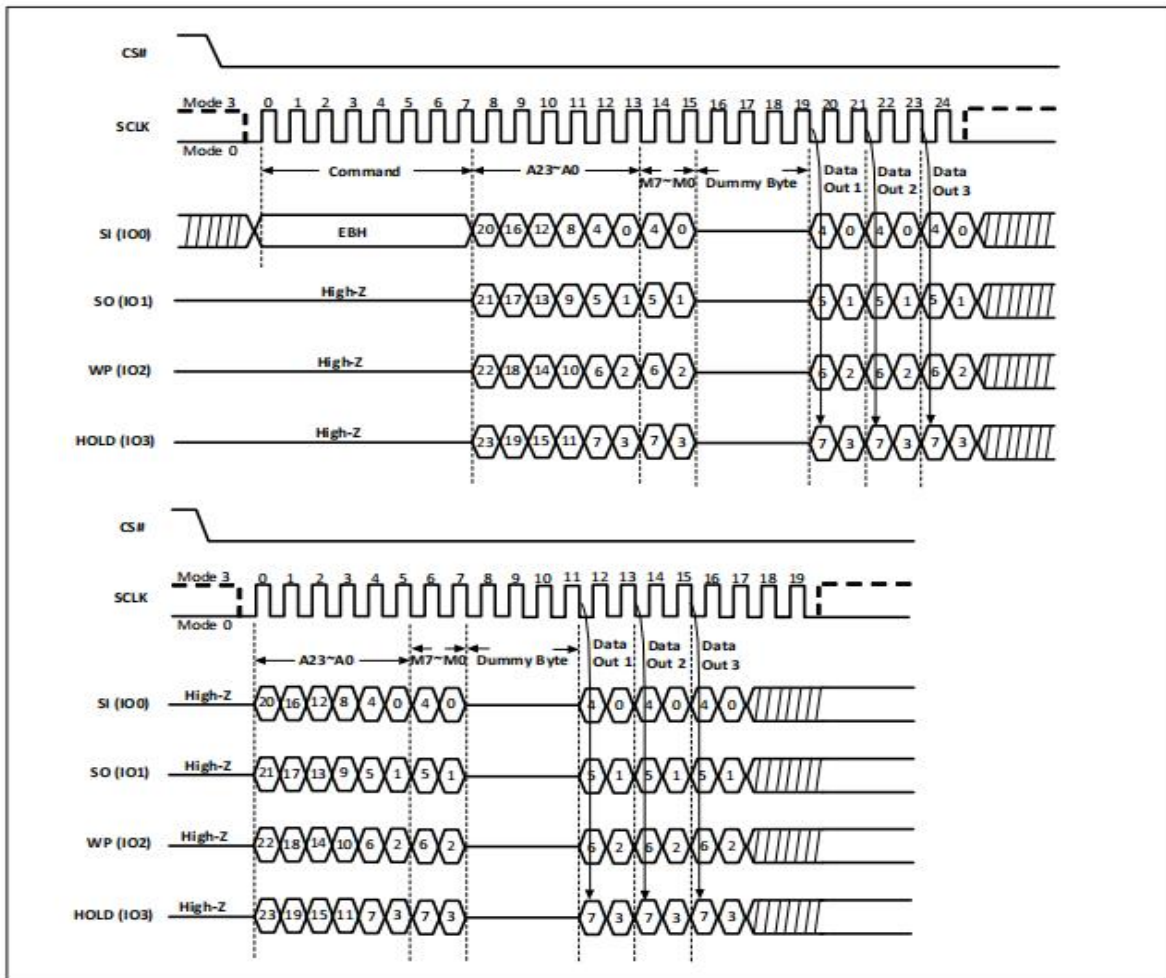 CS#
Mode 3 0 1 2 3 4 5 6 7 8 9 10 11 12 13 14 15 16 17 18 19 20 21 22 23 24
SCLK
Mode 0
Command A23~A0 M7~M0 Dummy Byte Data Out 1 Data Out 2 Data Out 3
SI (IO0) EBH 20 16 12 8 4 0 4 0 4 0 4 0 4 0
SO (IO1) High-Z 21 17 13 9 5 1 5 1 5 1 5 1 5 1
WP (IO2) High-Z 22 18 14 10 6 2 6 2 6 2 6 2 6 2
HOLD (IO3) High-Z 23 19 15 11 7 3 7 3 7 3 7 3 7 3
CS#
Mode 3 0 1 2 3 4 5 6 7 8 9 10 11 12 13 14 15 16 17 18 19
SCLK
Mode 0
A23~A0 M7~M0 Dummy Byte Data Out 1 Data Out 2 Data Out 3
SI (IO0) High-Z 20 16 12 8 4 0 4 0 4 0 4 0 4 0
SO (IO1) High-Z 21 17 13 9 5 1 5 1 5 1 5 1 5 1
WP (IO2) High-Z 22 18 14 10 6 2 6 2 6 2 6 2 6 2
HOLD (IO3) High-Z 23 19 15 11 7 3 7 3 7 3 7 3 7 3